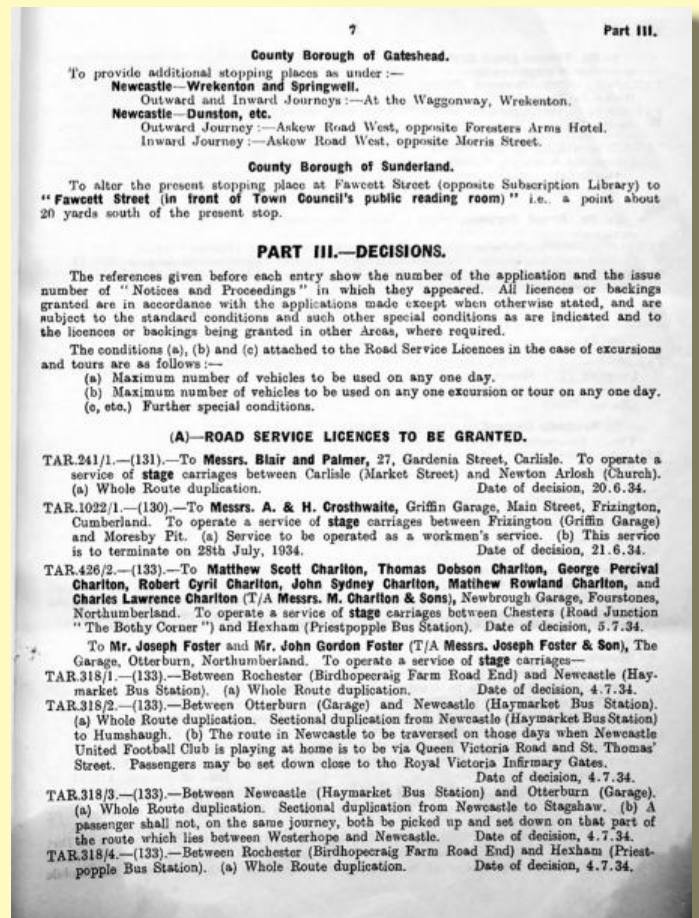 7 Part III.
County Borough of Gateshead.
To provide additional stopping places as under :—
Newcastle—Wrekenton and Springwell.
Outward and Inward Journeys :—At the Waggonway, Wrekenton.
Newcastle—Dunston, etc.
Outward Journey :—Askew Road West, opposite Foresters Arms Hotel.
Inward Journey :—Askew Road West, opposite Morris Street.
County Borough of Sunderland.
To alter the present stopping place at Fawcett Street (opposite Subscription Library) to
" Fawcett Street (in front of Town Council's public reading room) " i.e. a point about
20 yards south of the present stop.
PART III.—DECISIONS.
The references given before each entry show the number of the application and the issue
number of " Notices and Proceedings " in which they appeared. All licences or backings
granted are in accordance with the applications made except when otherwise stated, and are
subject to the standard conditions and such other special conditions as are indicated and to
the licences or backings being granted in other Areas, where required.
The conditions (a), (b) and (c) attached to the Road Service Licences in the case of excursions
and tours are as follows :—
(a) Maximum number of vehicles to be used on any one day.
(b) Maximum number of vehicles to be used on any one excursion or tour on any one day.
(c, etc.) Further special conditions.
(A)—ROAD SERVICE LICENCES TO BE GRANTED.
TAR.241/1.—(131).—To Messrs. Blair and Palmer, 27, Gardenia Street, Carlisle. To operate a
service of stage carriages between Carlisle (Market Street) and Newton Arlosh (Church).
(a) Whole Route duplication. Date of decision, 20.6.34.
TAR.1022/1.—(130).—To Messrs. A. & H. Crosthwaite, Griffin Garage, Main Street, Frizington,
Cumberland. To operate a service of stage carriages between Frizington (Griffin Garage)
and Moresby Pit. (a) Service to be operated as a workmen's service. (b) This service
is to terminate on 28th July, 1934. Date of decision, 21.6.34.
TAR.426/2.—(133).—To Matthew Scott Charlton, Thomas Dobson Charlton, George Percival
Charlton, Robert Cyril Charlton, John Sydney Charlton, Matthew Rowland Charlton, and
Charles Lawrence Charlton (T/A Messrs. M. Charlton & Sons), Newbrough Garage, Fourstones,
Northumberland. To operate a service of stage carriages between Chesters (Road Junction
" The Bothy Corner ") and Hexham (Priestpopple Bus Station). Date of decision, 5.7.34.
To Mr. Joseph Foster and Mr. John Gordon Foster (T/A Messrs. Joseph Foster & Son), The
Garage, Otterburn, Northumberland. To operate a service of stage carriages—
TAR.318/1.—(133).—Between Rochester (Birdhopecraig Farm Road End) and Newcastle (Hay-
market Bus Station). (a) Whole Route duplication. Date of decision, 4.7.34.
TAR.318/2.—(133).—Between Otterburn (Garage) and Newcastle (Haymarket Bus Station).
(a) Whole Route duplication. Sectional duplication from Newcastle (Haymarket Bus Station)
to Humshaugh. (b) The route in Newcastle to be traversed on those days when Newcastle
United Football Club is playing at home is to be via Queen Victoria Road and St. Thomas'
Street. Passengers may be set down close to the Royal Victoria Infirmary Gates.
Date of decision, 4.7.34.
TAR.318/3.—(133).—Between Newcastle (Haymarket Bus Station) and Otterburn (Garage).
(a) Whole Route duplication. Sectional duplication from Newcastle to Stagshaw. (b) A
passenger shall not, on the same journey, both be picked up and set down on that part of
the route which lies between Westerhope and Newcastle. Date of decision, 4.7.34.
TAR.318/4.—(133).—Between Rochester (Birdhopecraig Farm Road End) and Hexham (Priest-
popple Bus Station). (a) Whole Route duplication. Date of decision, 4.7.34.